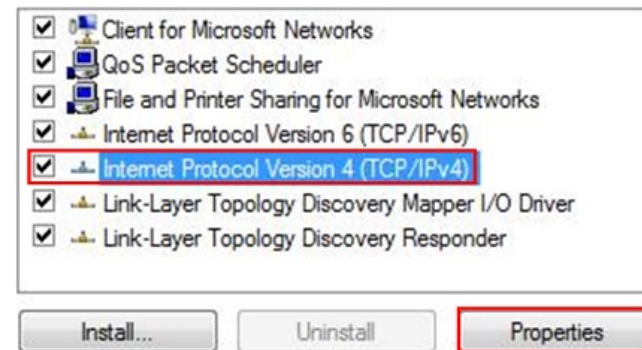 Client for Microsoft Networks
QoS Packet Scheduler
File and Printer Sharing for Microsoft Networks
Internet Protocol Version 6 (TCP/IPv6)
Internet Protocol Version 4 (TCP/IPv4)
Link-Layer Topology Discovery Mapper I/O Driver
Link-Layer Topology Discovery Responder
Install... Uninstall Properties